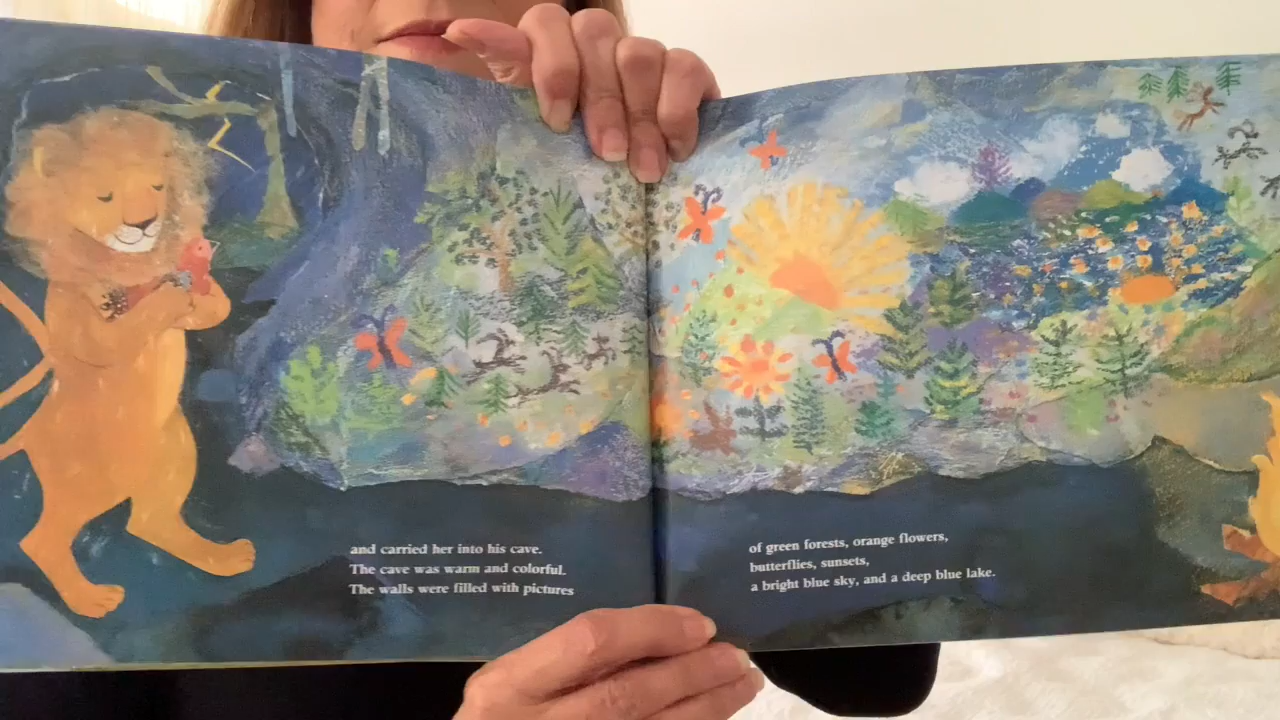 and carried her into his cave.
The cave was warm and colorful.
The walls were filled with pictures
of green forests, orange flowers,
butterflies, sunsets,
a bright blue sky, and a deep blue lake.